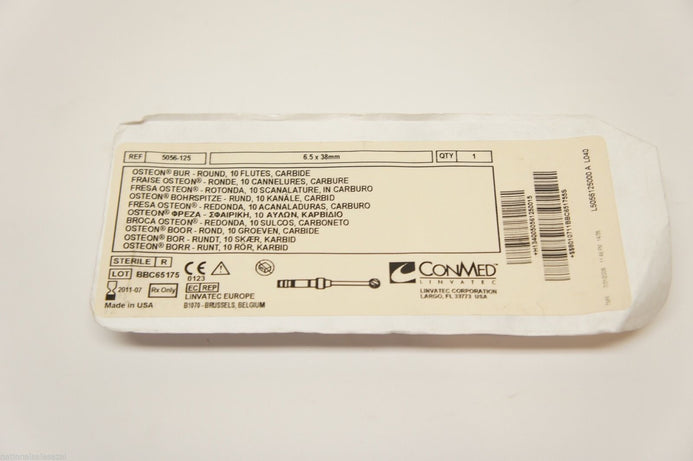 REF 5056-125 6.5 x 38mm QTY 1
OSTEON® BUR - ROUND, 10 FLUTES, CARBIDE
FRAISE OSTEON® - RONDE, 10 CANNELURES, CARBURE
FRESA OSTEON® - ROTONDA, 10 SCANALATURE, IN CARBURO
OSTEON® BOHRSPITZE - RUND, 10 KANÄLE, CARBID
FRESA OSTEON® - REDONDA, 10 ACANALADURAS, CARBURO
OSTEON® ΦΡΕΖΑ - ΣΦΑΙΡΙΚΗ, 10 ΑΥΛΩΝ, ΚΑΡΒΙΔΙΟ
BROCA OSTEON® - REDONDA, 10 SULCOS, CARBONETO
OSTEON® BOOR - ROND, 10 GROEVEN, CARBIDE
OSTEON® BOR - RUNDT, 10 SKÆR, KARBID
OSTEON® BORR - RUNT, 10 RÖR, KARBID
STERILE R
LOT BBC65175
CE
0123
2011-07
Rx Only
EC REP
Made in USA
LINVATEC EUROPE
B1070 - BRUSSELS, BELGIUM
CONMED™
LINVATEC
LINVATEC CORPORATION
LARGO, FL 33773 USA
L5056125000 A L040